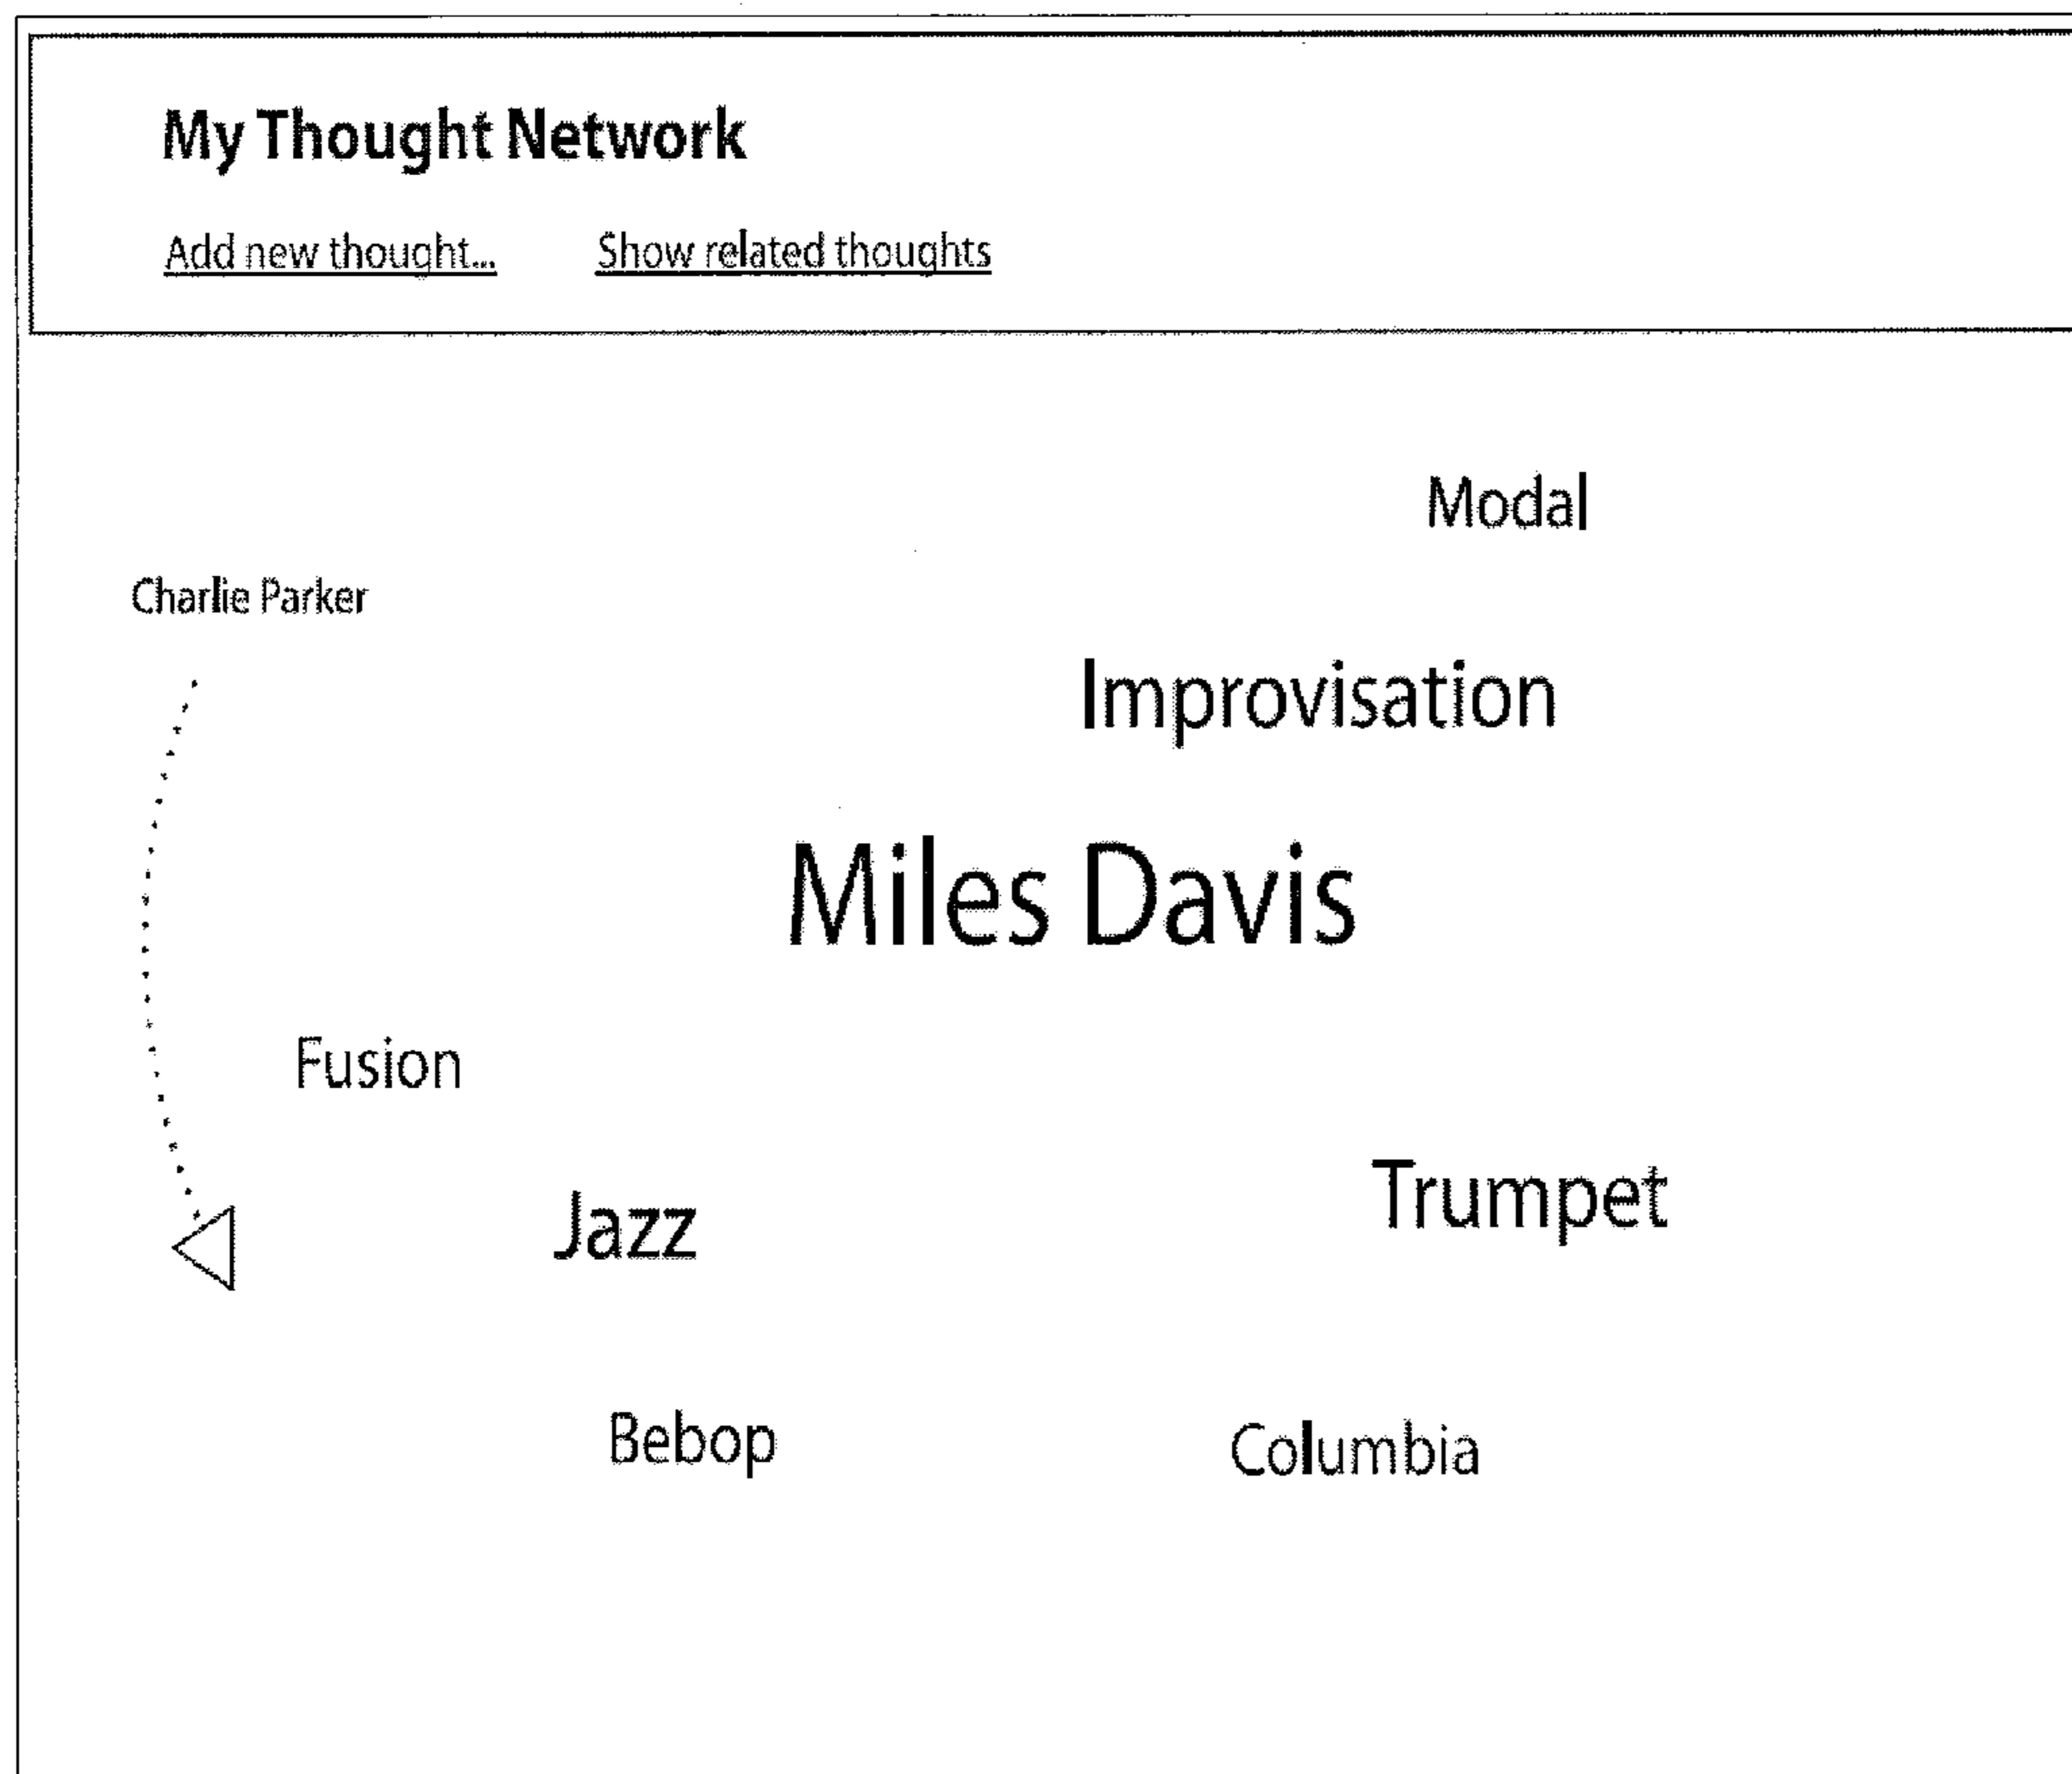 My Thought Network
Add new thought... Show related thoughts
Modal
Charlie Parker
Improvisation
Miles Davis
Fusion
Trumpet
Jazz
Bebop
Columbia